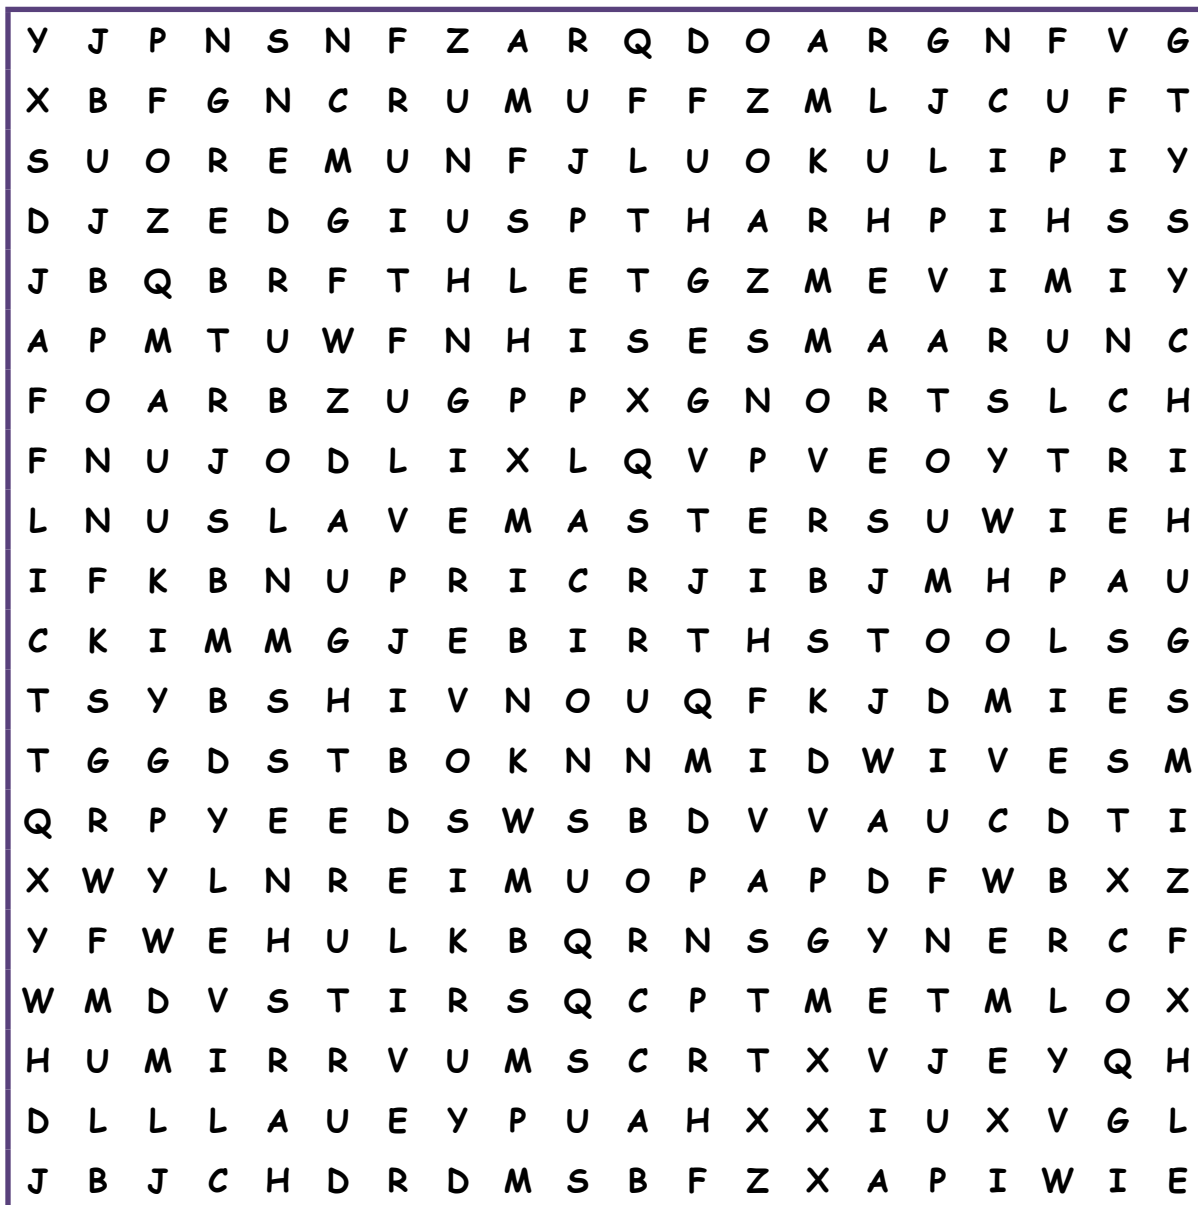 Y J P N S N F Z A R Q D O A R G N F V G
X B F G N C R U M U F F Z M L J C U F T
S U O R E M U N F J L U O K U L I P I Y
D J Z E D G I U S P T H A R H P I H S S
J B Q B R F T H L E T G Z M E V I M I Y
A P M T U W F N H I S E S M A A R U N C
F O A R B Z U G P P X G N O R T S L C H
F N U J O D L I X L Q V P V E O Y T R I
L N U S L A V E M A S T E R S U W I E H
I F K B N U P R I C R J I B J M H P A U
C K I M M G J E B I R T H S T O O L S G
T S Y B S H I V N O U Q F K J D M I E S
T G G D S T B O K N N M I D W I V E S M
Q R P Y E E D S W S B D V V A U C D T I
X W Y L N R E I M U O P A P D F W B X Z
Y F W E H U L K B Q R N S G Y N E R C F
W M D V S T I R S Q C P T M E T M L O X
H U M I R R V U M S C R T X V J E Y Q H
D L L L A U E Y P U A H X X I U X V G L
J B J C H D R D M S B F Z X A P I W I E